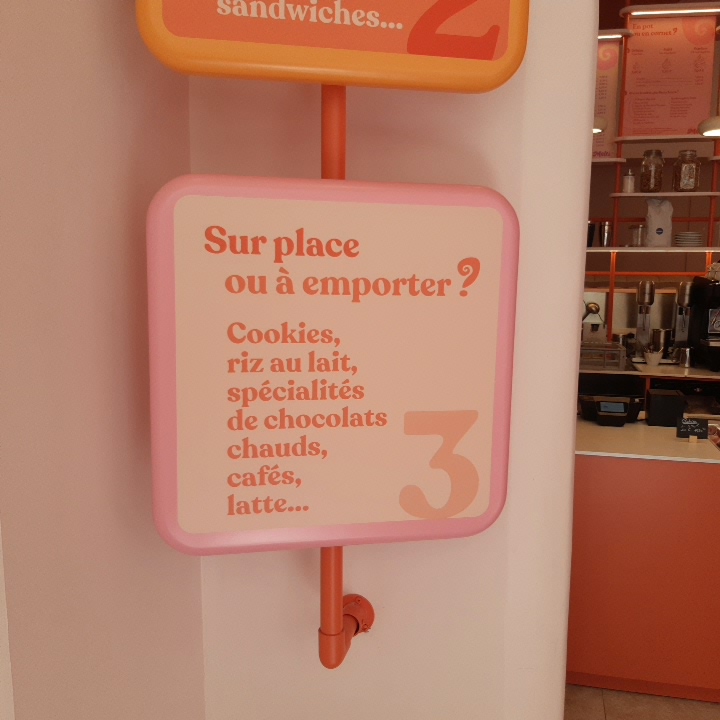 sandwiches...
2
Sur place
ou à emporter ?
Cookies,
riz au lait,
spécialités
de chocolats
chauds,
cafés,
latte...
3